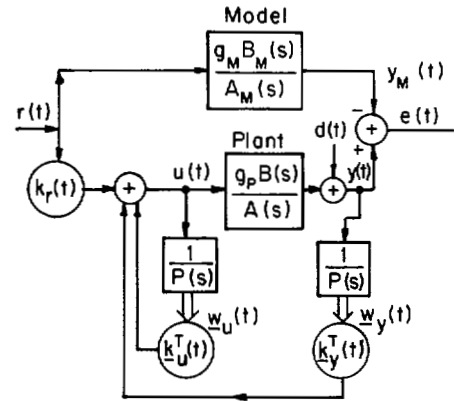 Model
g_M B_M(s)
A_M(s)
y_M(t)
r(t)
−
+
e(t)
+
Plant
d(t)
k_r(t)
+
u(t)
g_P B(s)
A(s)
+
y(t)
1
P(s)
1
P(s)
w_u(t)
w_y(t)
k_u^T(t)
k_y^T(t)